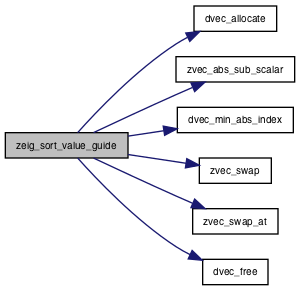 dvec_allocate
zvec_abs_sub_scalar
dvec_min_abs_index
zeig_sort_value_guide
zvec_swap
zvec_swap_at
dvec_free